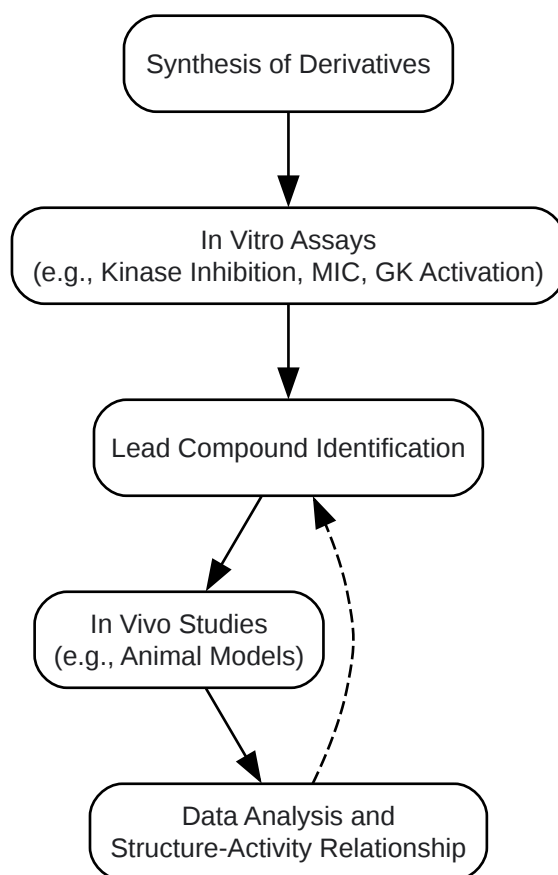 Synthesis of Derivatives
In Vitro Assays
(e.g., Kinase Inhibition, MIC, GK Activation)
Lead Compound Identification
In Vivo Studies
(e.g., Animal Models)
Data Analysis and
Structure-Activity Relationship